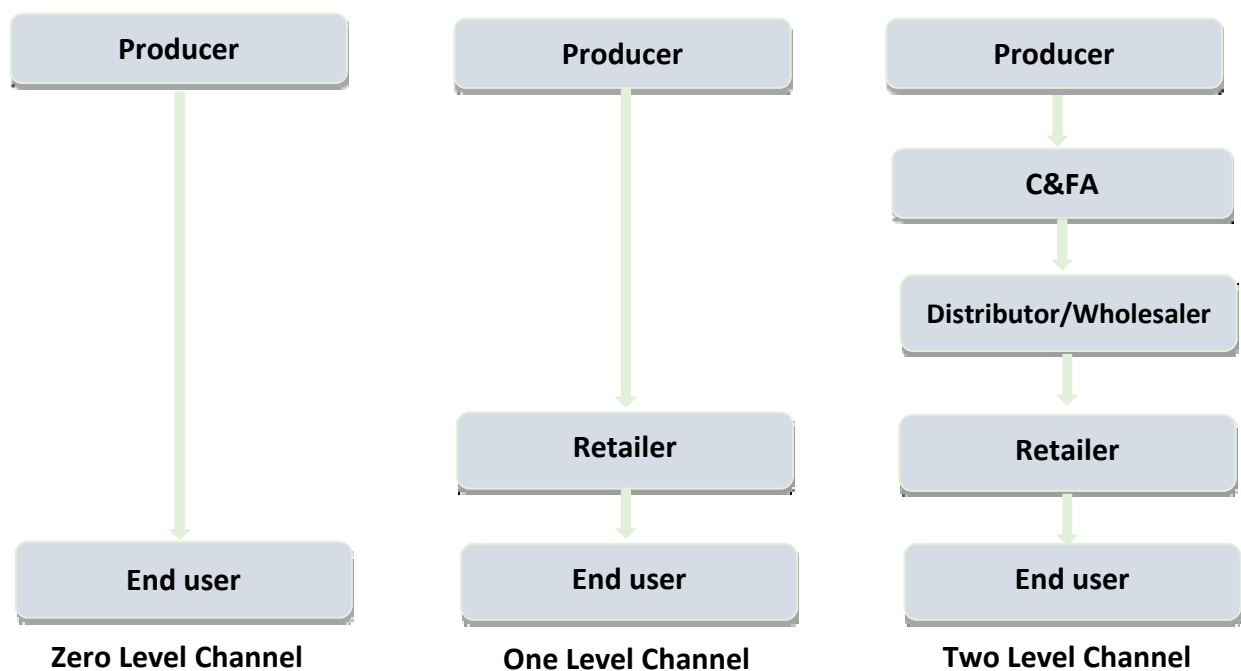 Producer
End user
Zero Level Channel
Producer
Retailer
End user
One Level Channel
Producer
C&FA
Distributor/Wholesaler
Retailer
End user
Two Level Channel